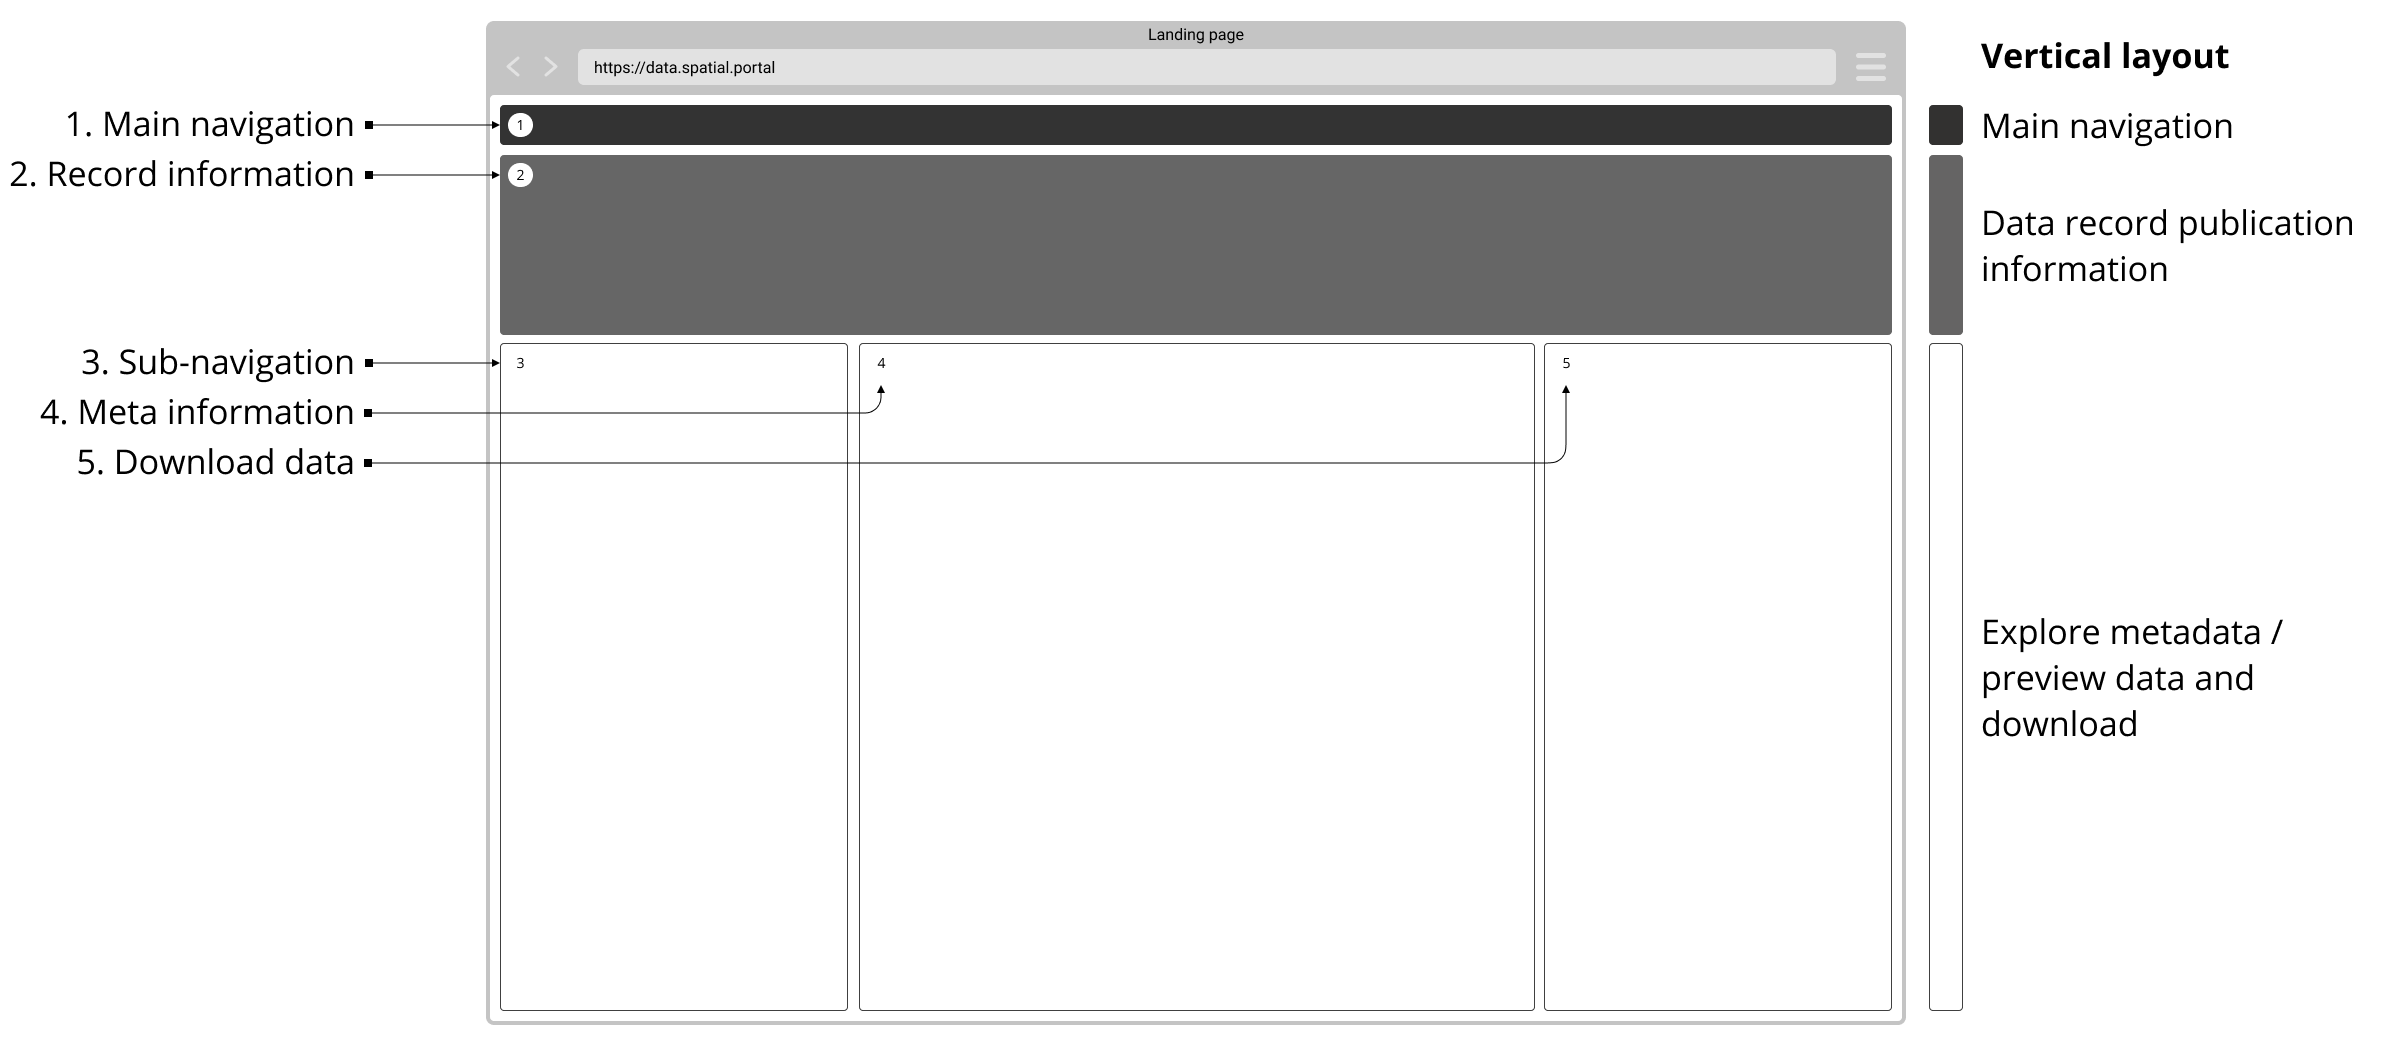 Landing page
https://data.spatial.portal
1. Main navigation
2. Record information
3. Sub-navigation
4. Meta information
5. Download data
1
2
3
4
5
Vertical layout
Main navigation
Data record publication
information
Explore metadata /
preview data and
download